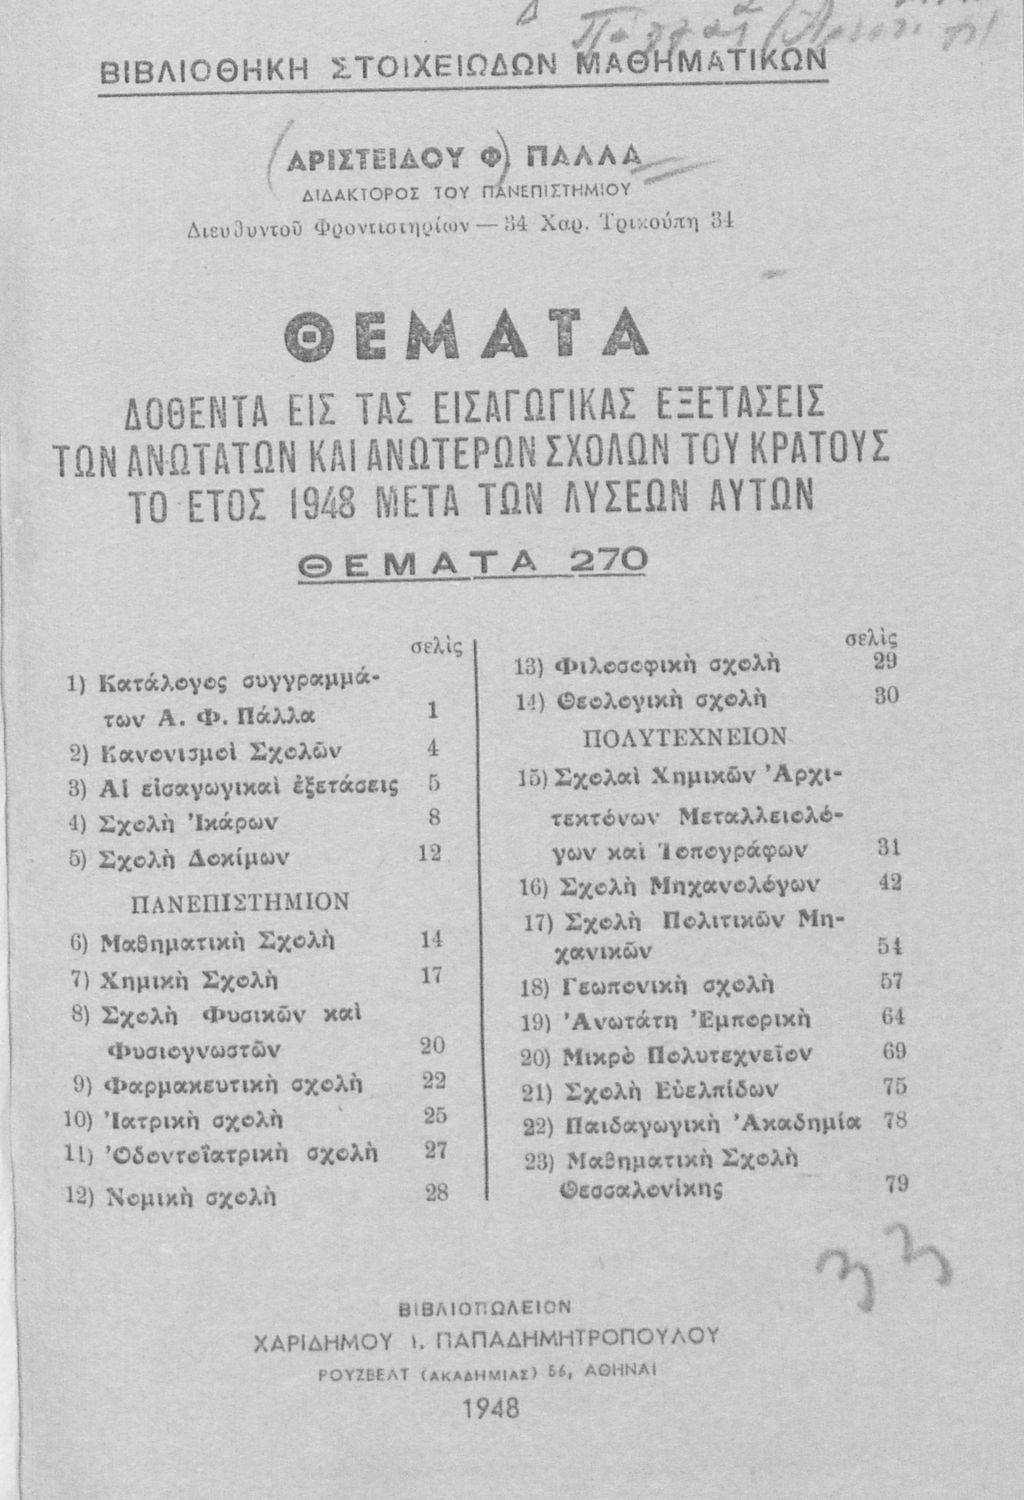 ΒΙΒΛΙΟΘΗΚΗ ΣΤΟΙΧΕΙΩΔΩΝ ΜΑΘΗΜΑΤΙΚΩΝ
ΑΡΙΣΤΕΙΔΟΥ Φ. ΠΑΛΛΑ
ΔΙΔΑΚΤΟΡΟΣ ΤΟΥ ΠΑΝΕΠΙΣΤΗΜΙΟΥ
Διευθυντοῦ Φροντιστηρίων — 34 Χαρ. Τρικούπη 34
ΘΕΜΑΤΑ
ΔΟΘΕΝΤΑ ΕΙΣ ΤΑΣ ΕΙΣΑΓΩΓΙΚΑΣ ΕΞΕΤΑΣΕΙΣ
ΤΩΝ ΑΝΩΤΑΤΩΝ ΚΑΙ ΑΝΩΤΕΡΩΝ ΣΧΟΛΩΝ ΤΟΥ ΚΡΑΤΟΥΣ
ΤΟ ΕΤΟΣ 1948 ΜΕΤΑ ΤΩΝ ΛΥΣΕΩΝ ΑΥΤΩΝ
ΘΕΜΑΤΑ 270
σελὶς
1) Κατάλογος συγγραμμά-
των Α. Φ. Πάλλα 1
2) Κανονισμοὶ Σχολῶν 4
3) Αἱ εἰσαγωγικαὶ ἐξετάσεις 5
4) Σχολὴ Ἰκάρων 8
5) Σχολὴ Δοκίμων 12
ΠΑΝΕΠΙΣΤΗΜΙΟΝ
6) Μαθηματικὴ Σχολὴ 14
7) Χημικὴ Σχολὴ 17
8) Σχολὴ Φυσικῶν καὶ
Φυσιογνωστῶν 20
9) Φαρμακευτικὴ σχολὴ 22
10) Ἰατρικὴ σχολὴ 25
11) Ὀδοντοϊατρικὴ σχολὴ 27
12) Νομικὴ σχολὴ 28
σελὶς
13) Φιλοσοφικὴ σχολὴ 29
14) Θεολογικὴ σχολὴ 30
ΠΟΛΥΤΕΧΝΕΙΟΝ
15) Σχολαὶ Χημικῶν Ἀρχι-
τεκτόνων Μεταλλειολό-
γων καὶ Τοπογράφων 31
16) Σχολὴ Μηχανολόγων 42
17) Σχολὴ Πολιτικῶν Μη-
χανικῶν 54
18) Γεωπονικὴ σχολὴ 57
19) Ἀνωτάτη Ἐμπορικὴ 64
20) Μικρὸ Πολυτεχνεῖον 69
21) Σχολὴ Εὐελπίδων 75
22) Παιδαγωγικὴ Ἀκαδημία 78
23) Μαθηματικὴ Σχολὴ
Θεσσαλονίκης 79
33
ΒΙΒΛΙΟΠΩΛΕΙΟΝ
ΧΑΡΙΔΗΜΟΥ Ι. ΠΑΠΑΔΗΜΗΤΡΟΠΟΥΛΟΥ
ΡΟΥΖΒΕΛΤ (ΑΚΑΔΗΜΙΑΣ) 56, ΑΘΗΝΑΙ
1948